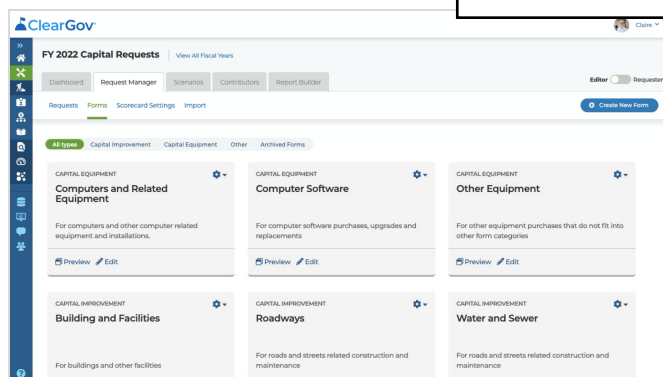 ClearGov
Claire
FY 2022 Capital Requests View All Fiscal Years
Dashboard Request Manager Scenarios Contributors Report Builder Editor Requester
Requests Forms Scorecard Settings Import Create New Form
All types Capital Improvement Capital Equipment Other Archived Forms
CAPITAL EQUIPMENT
Computers and Related
Equipment
For computers and other computer related
equipment and installations.
Preview Edit
CAPITAL EQUIPMENT
Computer Software
For computer software purchases, upgrades and
replacements
Preview Edit
CAPITAL EQUIPMENT
Other Equipment
For other equipment purchases that do not fit into
other form categories
Preview Edit
CAPITAL IMPROVEMENT
Building and Facilities
For buildings and other facilities
CAPITAL IMPROVEMENT
Roadways
For roads and streets related construction and
maintenance
CAPITAL IMPROVEMENT
Water and Sewer
For roads and streets related construction and
maintenance